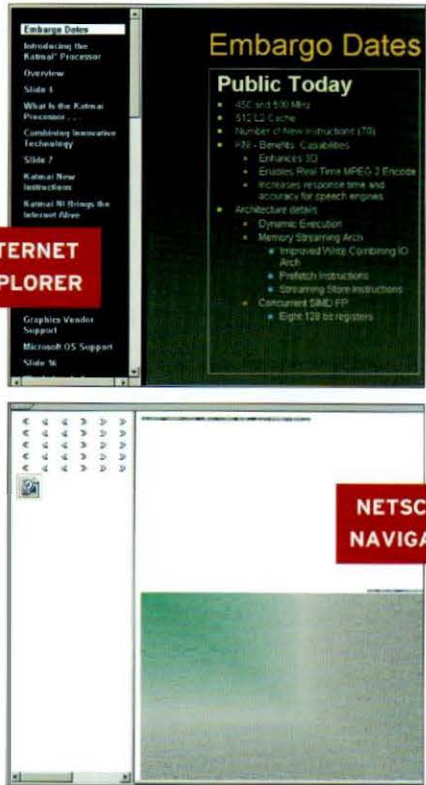 Embargo Dates
Introducing the
Katmai* Processor
Overview
Slide 4
What Is the Katmai
Processor . . .
Combining Innovative
Technology
Slide 7
Katmai New
Instructions
Katmai NI Brings the
Internet Alive
TERNET
PLORER
Graphics Vendor
Support
Microsoft OS Support
Slide 16
Embargo Dates
Public Today
450 and 500 MHz
512 L2 Cache
Number of New Instructions (70)
KNI - Benefits, Capabilities
Enhances 3D
Enables Real Time MPEG 2 Encode
Increases response time and
accuracy for speech engines
Architecture details
Dynamic Execution
Memory Streaming Arch
Improved Write Combining IO
Arch
Prefetch Instructions
Streaming Store Instructions
Concurrent SIMD FP
Eight 128 bit registers
NETSC
NAVIGA